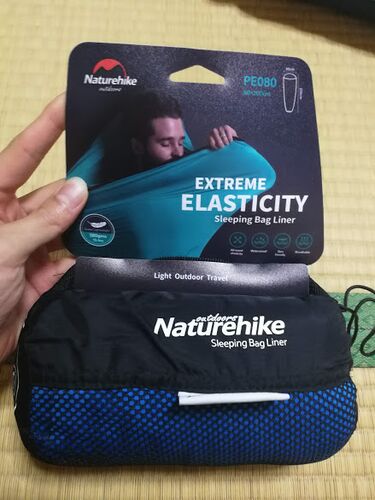 Naturehike
outdoors
PE080
EXTREME
ELASTICITY
Sleeping Bag Liner
Light Outdoor Travel
outdoors
Naturehike
Sleeping Bag Liner